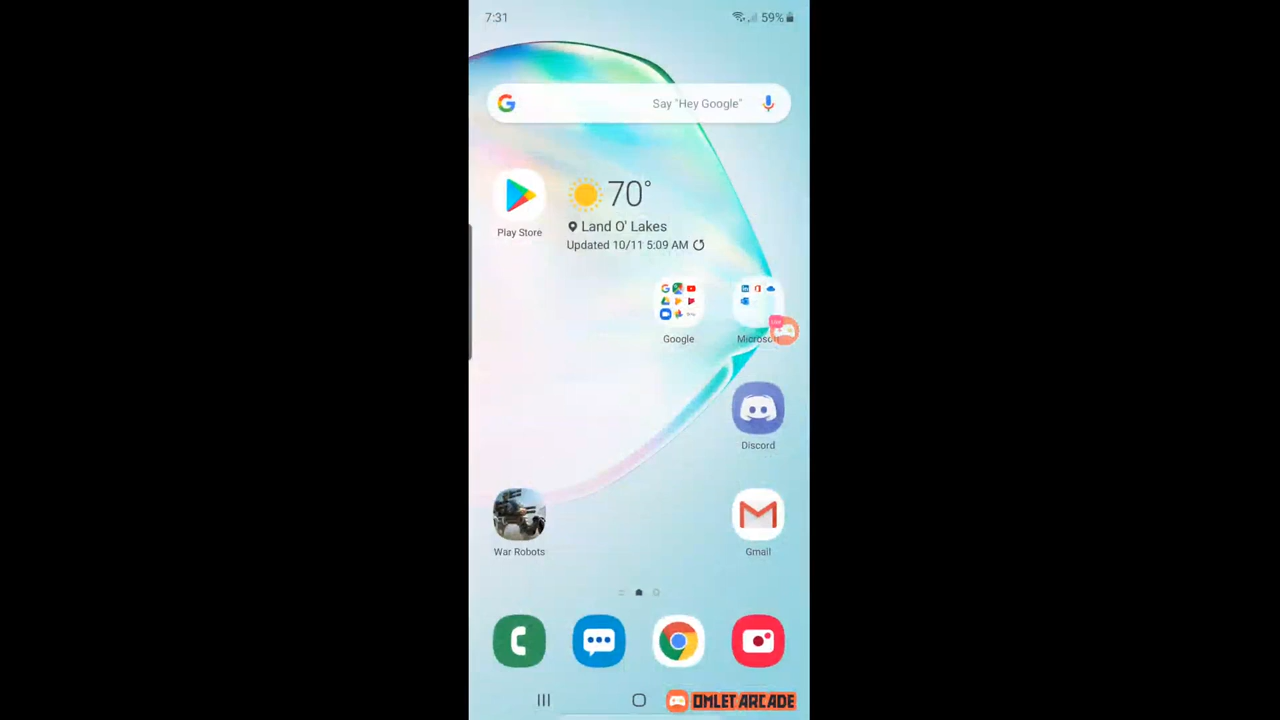 7:31
59%
Say "Hey Google"
70°
Play Store
Land O' Lakes
Updated 10/11 5:09 AM
Google
Microso
Discord
War Robots
Gmail
OMLET ARCADE